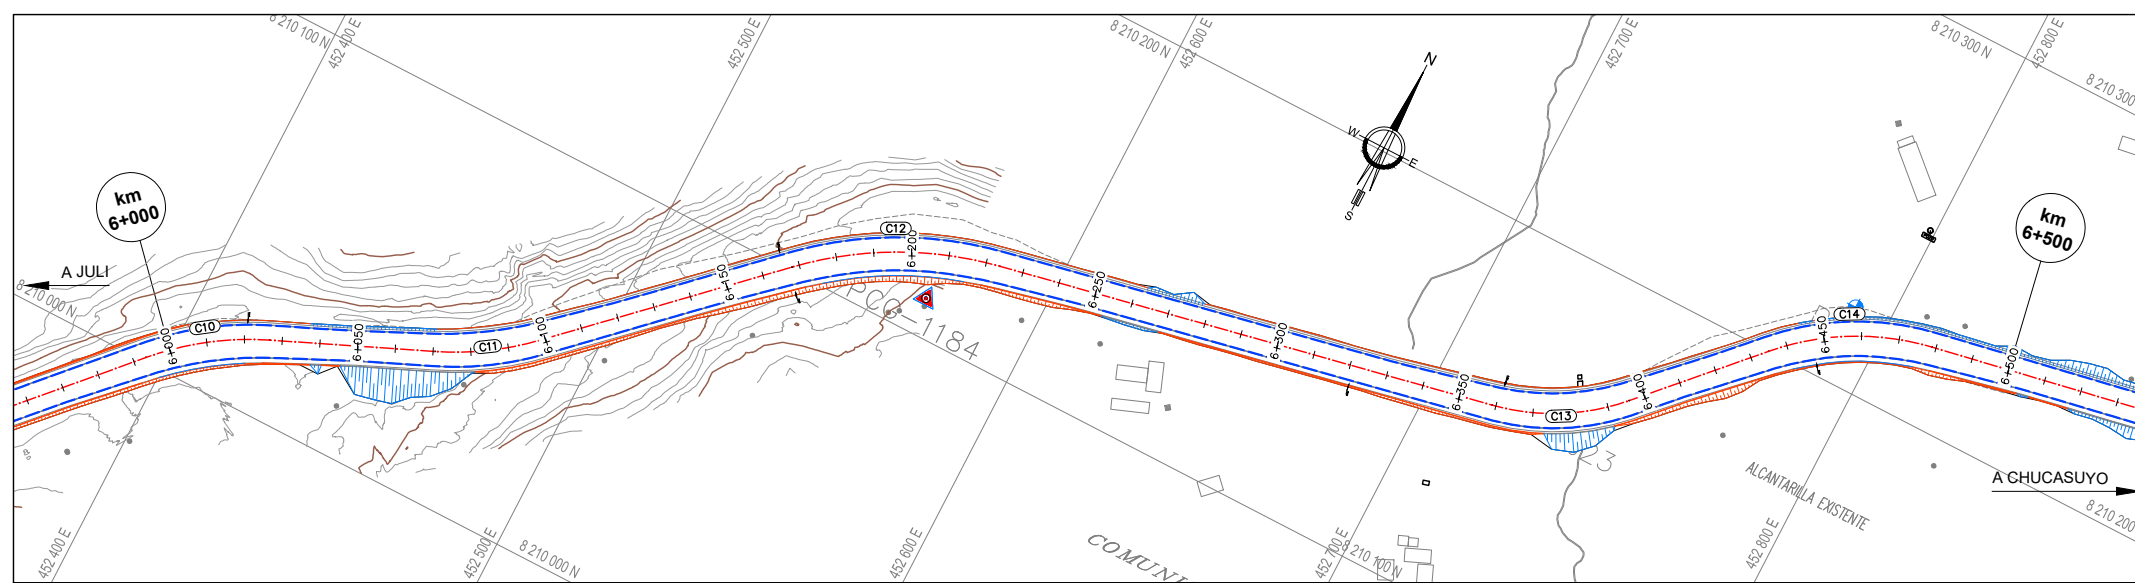 8 210 100 N
452 400 E
452 500 E
8 210 200 N
452 600 E
452 700 E
8 210 300 N
452 800 E
8 210 300
N
W
E
S
km
6+000
km
6+500
A JULI
8 210 000 N
C10
C11
C12
C13
C14
6+000
6+050
6+100
6+150
6+200
6+250
6+300
6+350
6+400
6+450
6+500
PCG-1184
ALCANTARILLA EXISTENTE
A CHUCASUYO
452 400 E
452 500 E
8 210 000 N
452 600 E
COMUNI
452 700 E
8 210 100 N
452 800 E
8 210 200